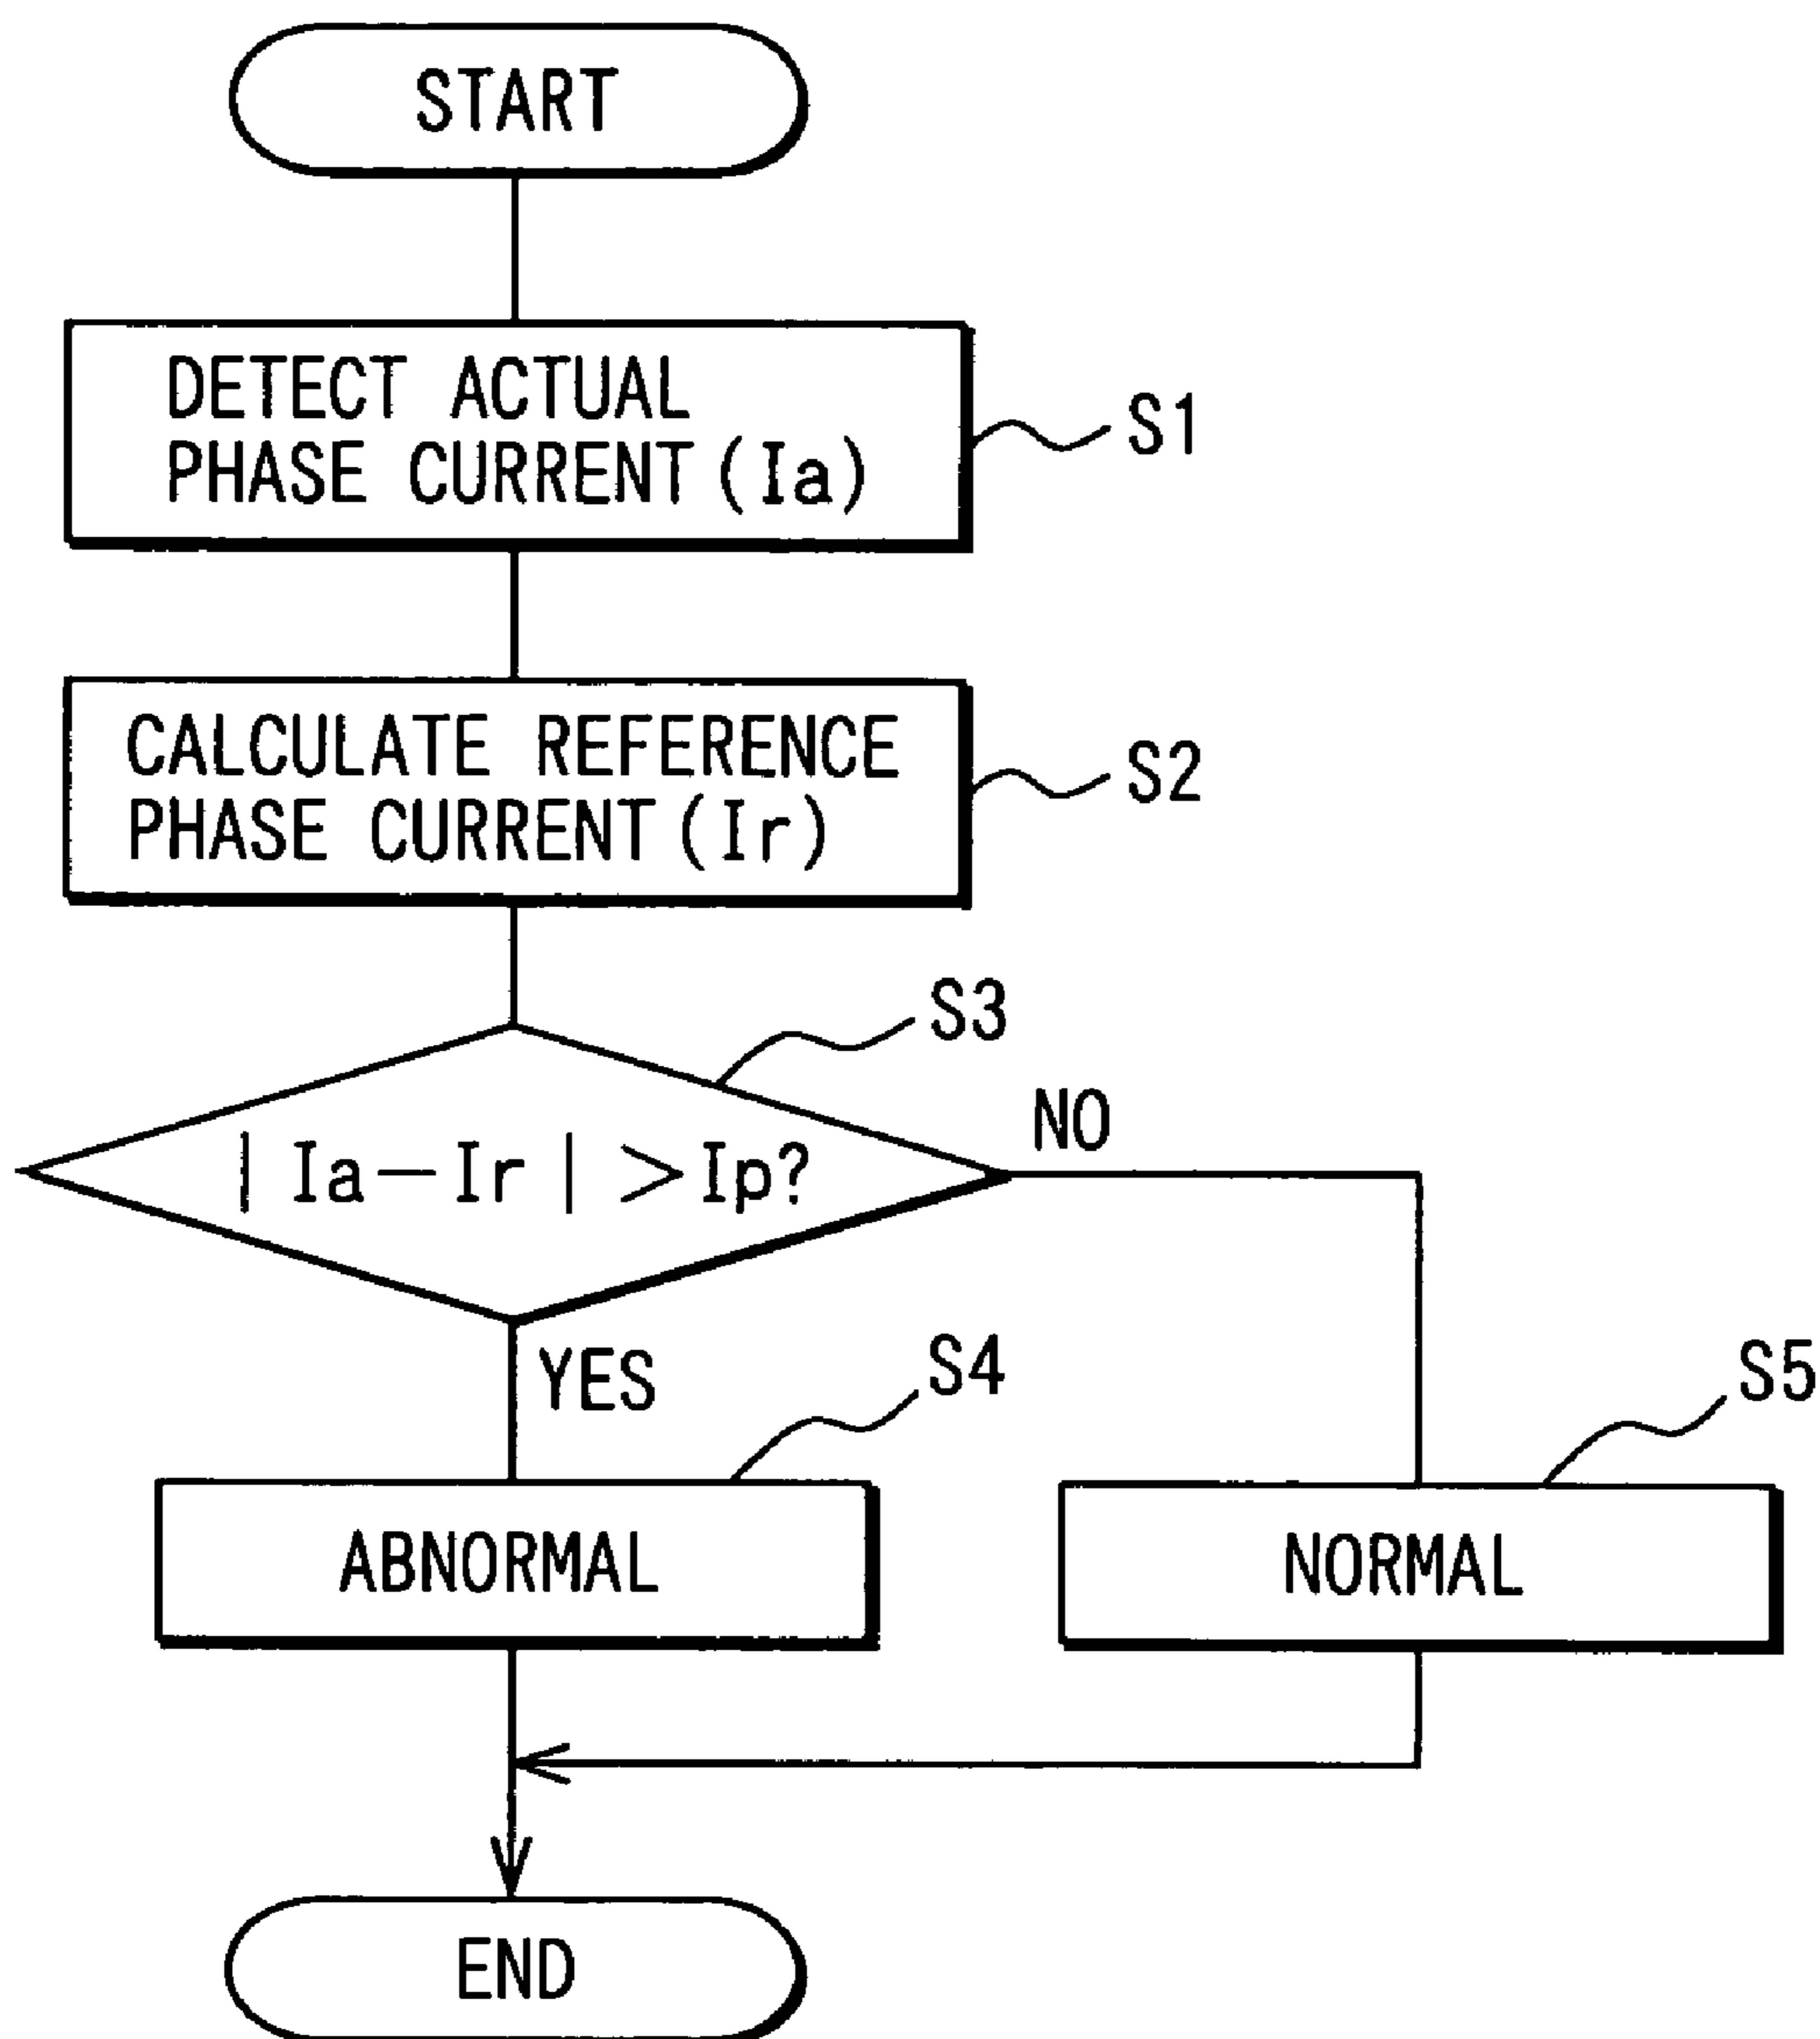 START
DETECT ACTUAL
PHASE CURRENT (Ia)
S1
CALCULATE REFERENCE
PHASE CURRENT (Ir)
S2
S3
| Ia－Ir | ＞Ip?
NO
YES
S4
S5
ABNORMAL
NORMAL
END